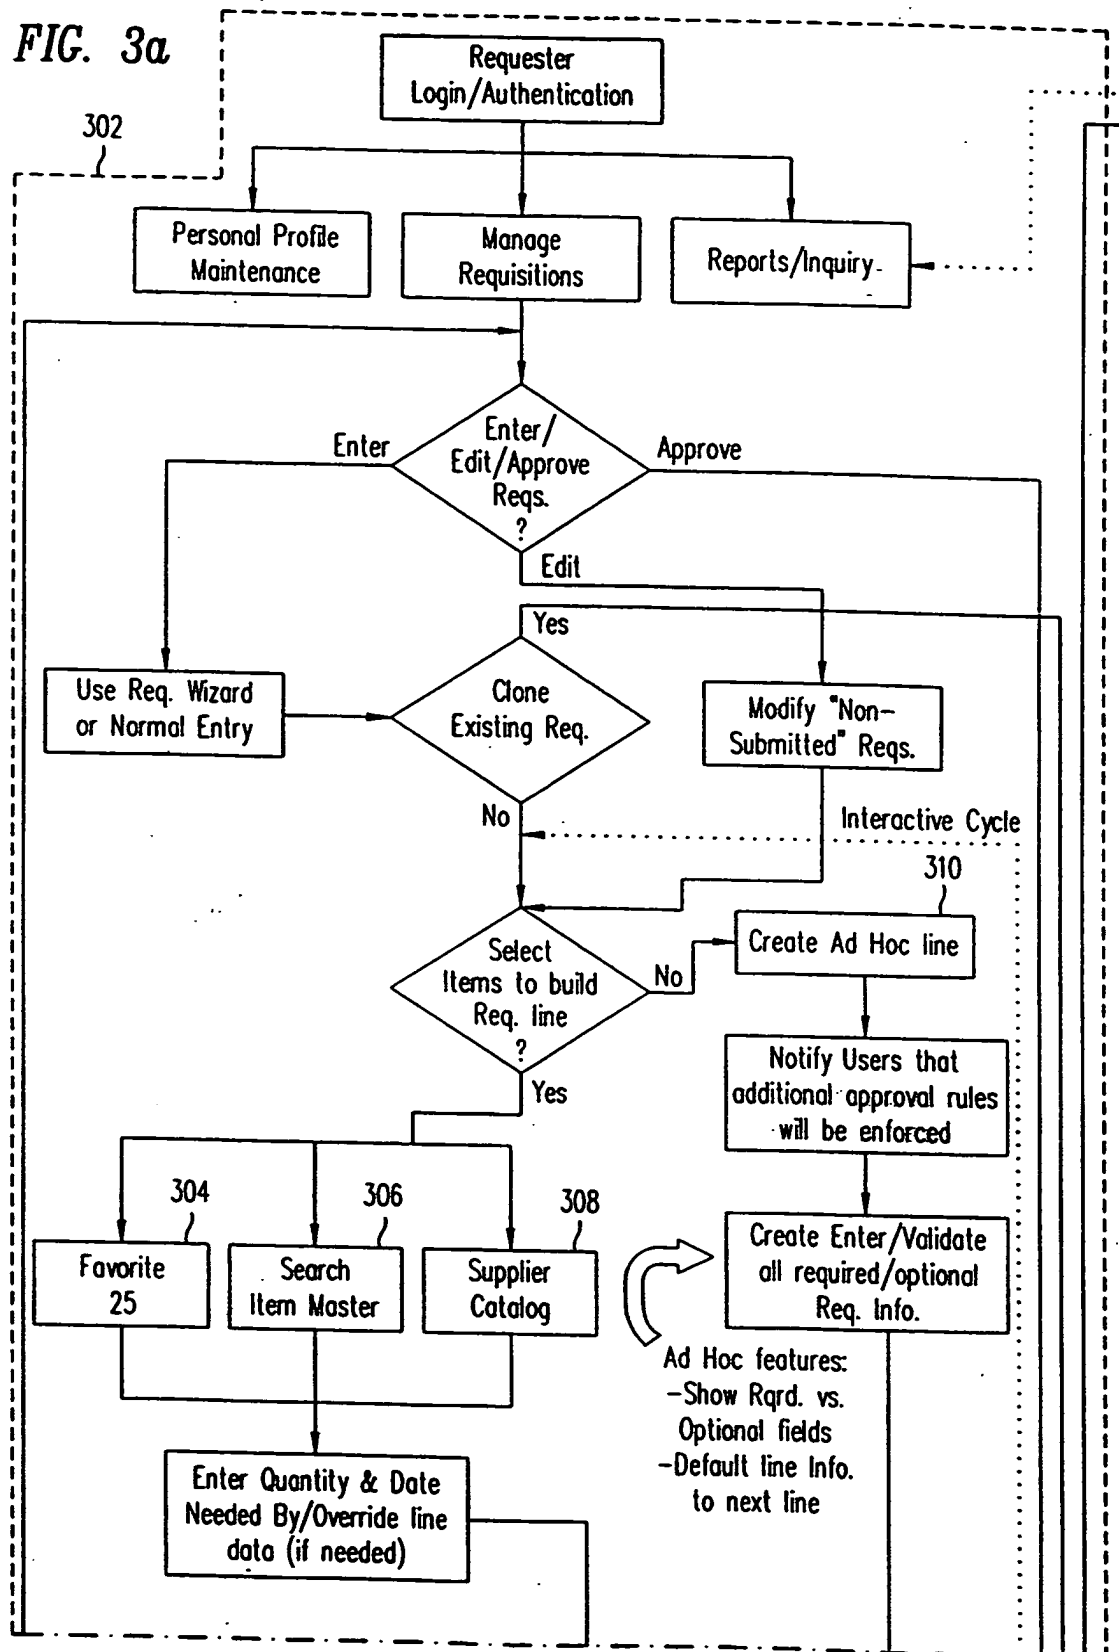 FIG. 3a
Requester
Login/Authentication
302
Personal Profile
Maintenance
Manage
Requisitions
Reports/Inquiry
Enter
Enter/
Edit/Approve
Reqs.
?
Approve
Edit
Yes
Use Req. Wizard
or Normal Entry
Clone
Existing Req.
Modify "Non-
Submitted" Reqs.
No
Interactive Cycle
310
Select
Items to build
Req. line
?
No
Create Ad Hoc line
Yes
Notify Users that
additional approval rules
will be enforced
304
306
308
Favorite
25
Search
Item Master
Supplier
Catalog
Create Enter/Validate
all required/optional
Req. Info.
Ad Hoc features:
-Show Rqrd. vs.
Optional fields
-Default line Info.
to next line
Enter Quantity & Date
Needed By/Override line
data (if needed)